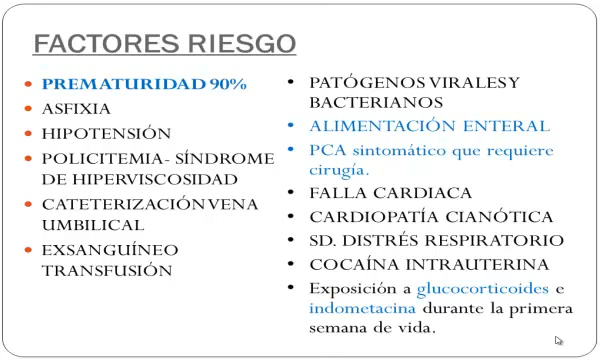 FACTORES RIESGO
PREMATURIDAD 90%
ASFIXIA
HIPOTENSIÓN
POLICITEMIA- SÍNDROME
DE HIPERVISCOSIDAD
CATETERIZACIÓN VENA
UMBILICAL
EXSANGUÍNEO
TRANSFUSIÓN
PATÓGENOS VIRALES Y
BACTERIANOS
ALIMENTACIÓN ENTERAL
PCA sintomático que requiere
cirugía.
FALLA CARDIACA
CARDIOPATÍA CIANÓTICA
SD. DISTRÉS RESPIRATORIO
COCAÍNA INTRAUTERINA
Exposición a glucocorticoides e
indometacina durante la primera
semana de vida.